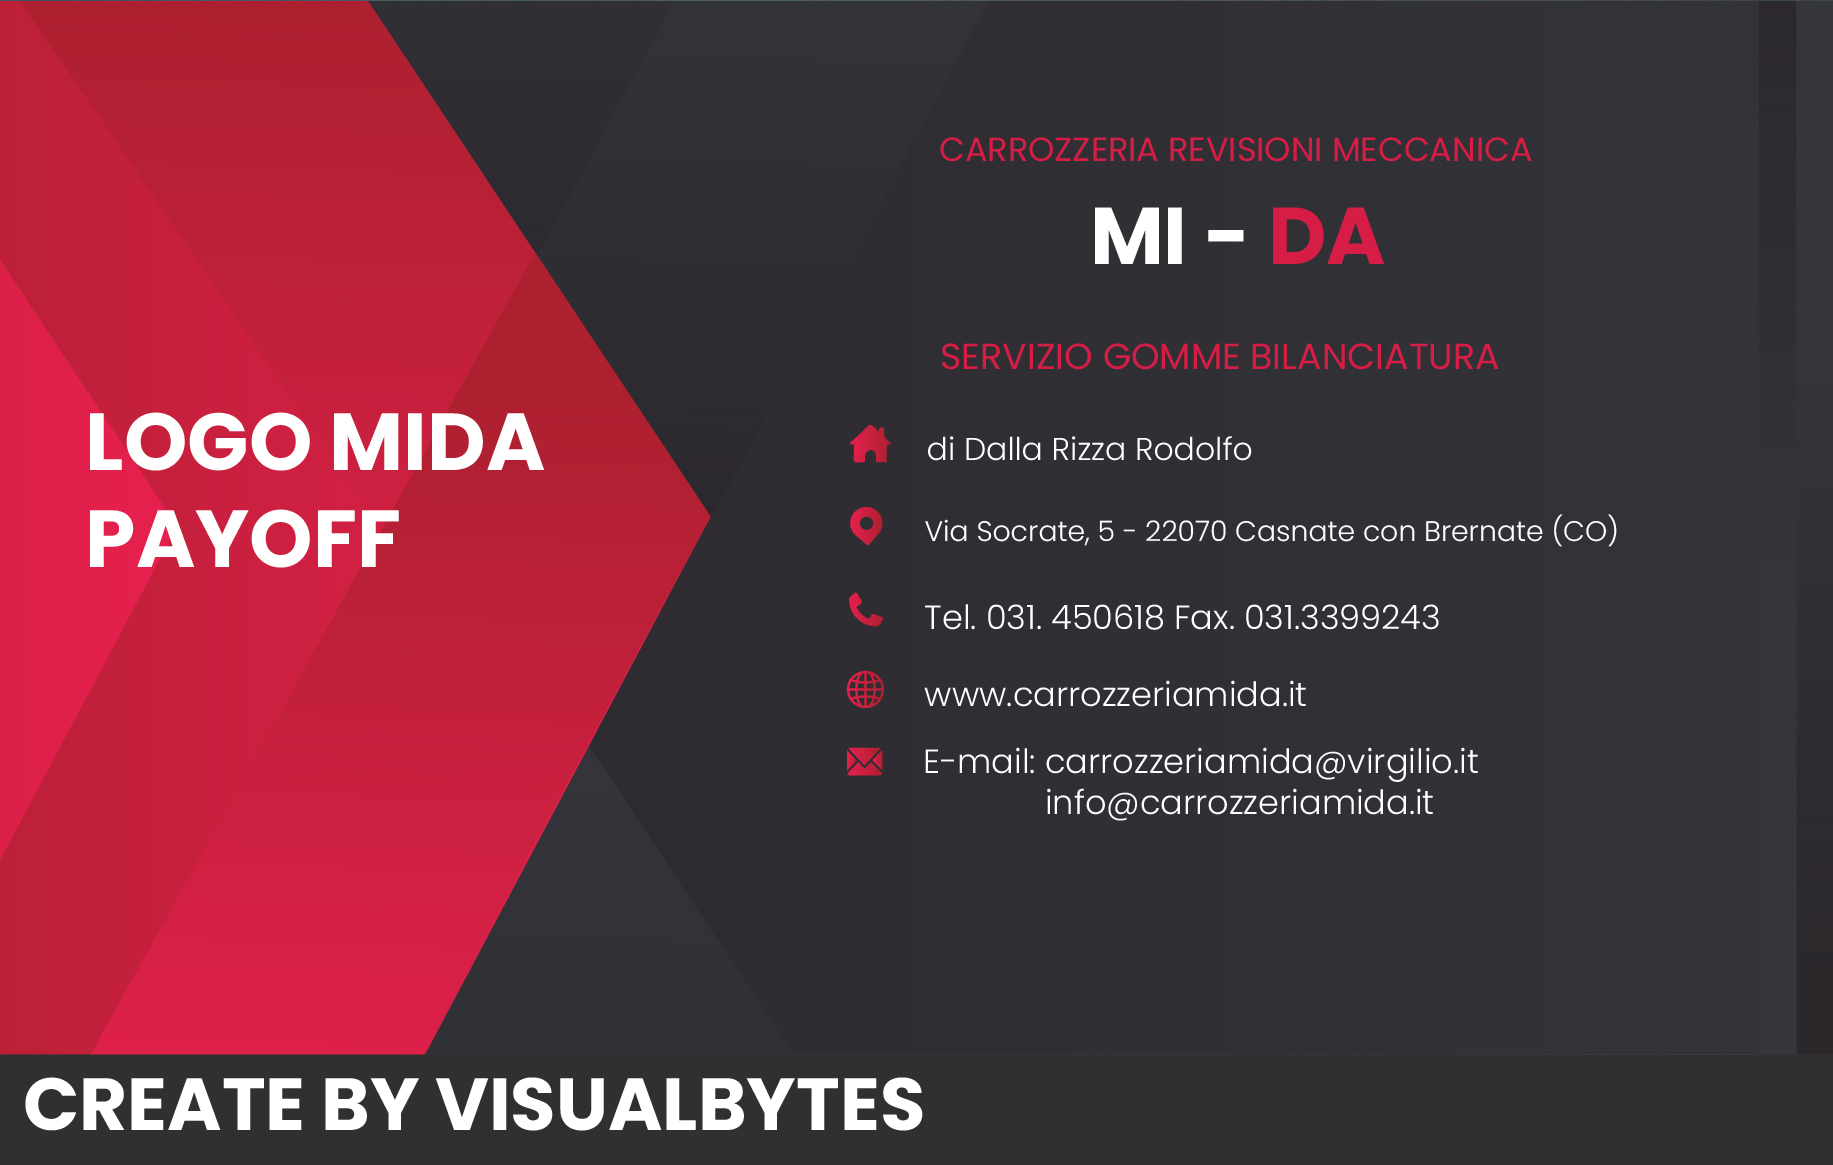 LOGO MIDA
PAYOFF
CARROZZERIA REVISIONI MECCANICA
MI - DA
SERVIZIO GOMME BILANCIATURA
di Dalla Rizza Rodolfo
Via Socrate, 5 - 22070 Casnate con Brernate (CO)
Tel. 031. 450618 Fax. 031.3399243
www.carrozzeriamida.it
E-mail: carrozzeriamida@virgilio.it
info@carrozzeriamida.it
CREATE BY VISUALBYTES